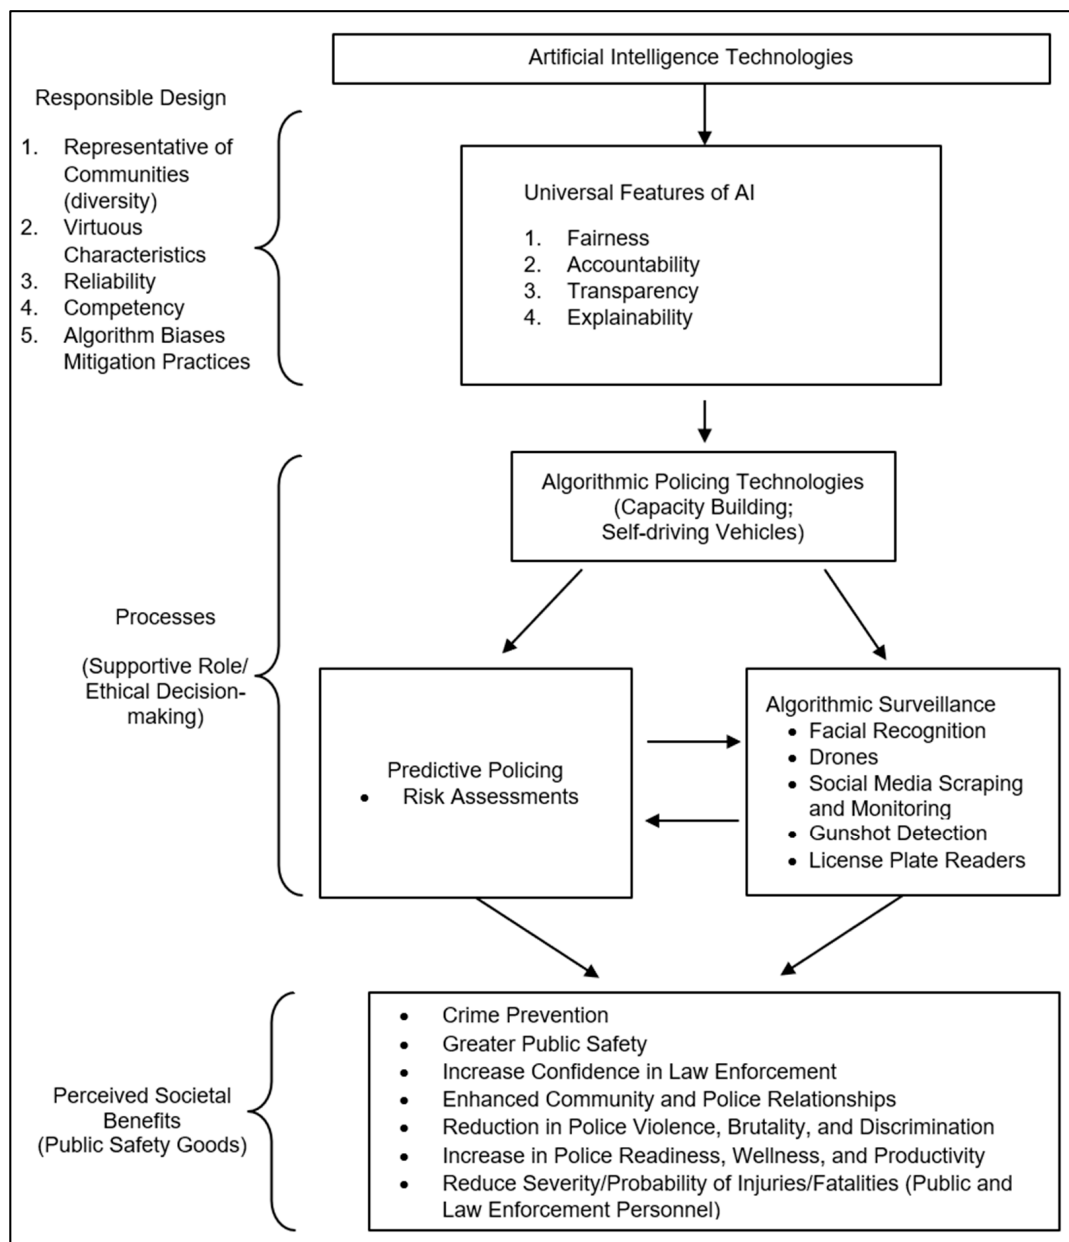 Artificial Intelligence Technologies
Responsible Design
1. Representative of
Communities
(diversity)
2. Virtuous
Characteristics
3. Reliability
4. Competency
5. Algorithm Biases
Mitigation Practices
Universal Features of AI
1. Fairness
2. Accountability
3. Transparency
4. Explainability
Algorithmic Policing Technologies
(Capacity Building;
Self-driving Vehicles)
Processes
(Supportive Role/
Ethical Decision-
making)
Predictive Policing
• Risk Assessments
Algorithmic Surveillance
• Facial Recognition
• Drones
• Social Media Scraping
and Monitoring
• Gunshot Detection
• License Plate Readers
Perceived Societal
Benefits
(Public Safety Goods)
• Crime Prevention
• Greater Public Safety
• Increase Confidence in Law Enforcement
• Enhanced Community and Police Relationships
• Reduction in Police Violence, Brutality, and Discrimination
• Increase in Police Readiness, Wellness, and Productivity
• Reduce Severity/Probability of Injuries/Fatalities (Public and
Law Enforcement Personnel)